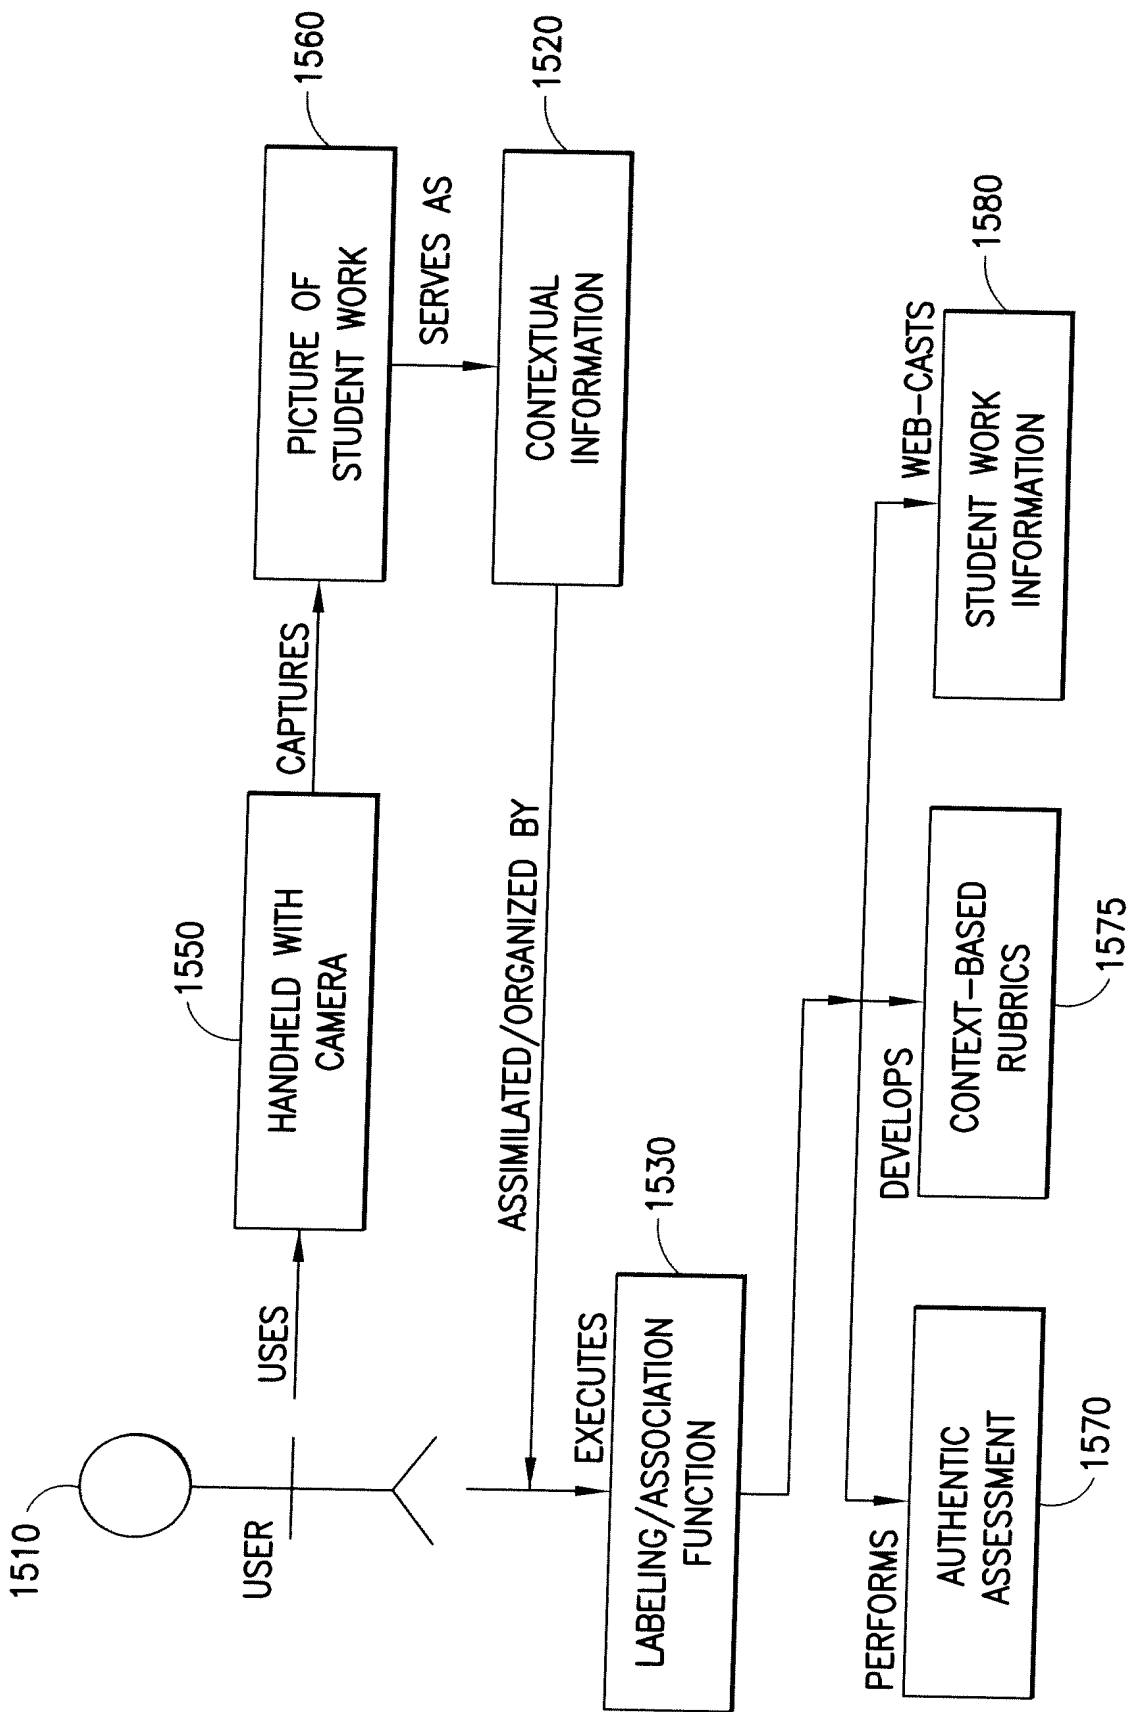 1510
USER
USES
1550
HANDHELD WITH
CAMERA
CAPTURES
1560
PICTURE OF
STUDENT WORK
SERVES AS
1520
CONTEXTUAL
INFORMATION
ASSIMILATED/ORGANIZED BY
EXECUTES
1530
LABELING/ASSOCIATION
FUNCTION
PERFORMS
AUTHENTIC
ASSESSMENT
1570
DEVELOPS
CONTEXT-BASED
RUBRICS
1575
WEB-CASTS
STUDENT WORK
INFORMATION
1580